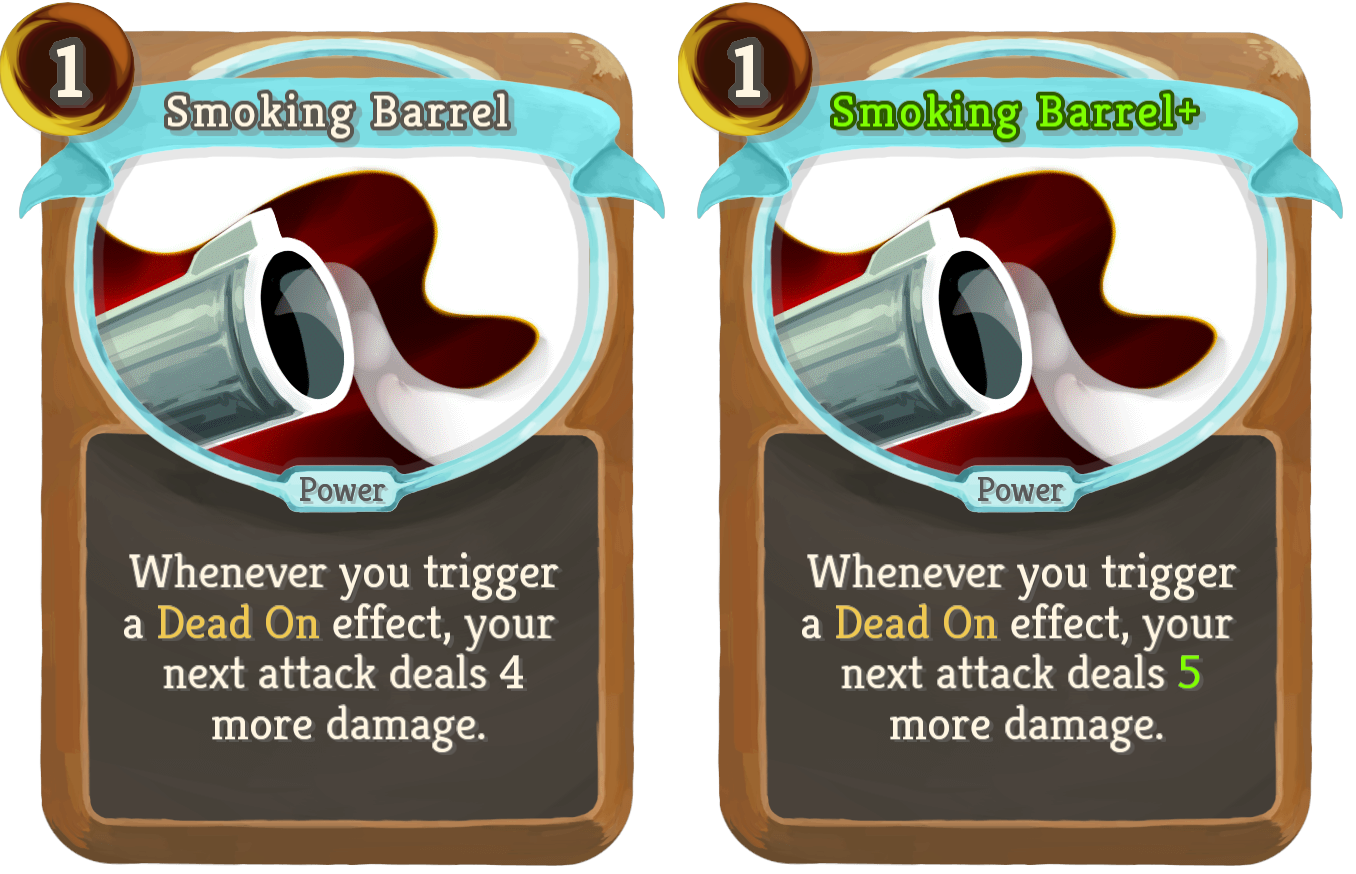 1
Smoking Barrel
Power
Whenever you trigger
a Dead On effect, your
next attack deals 4
more damage.
1
Smoking Barrel+
Power
Whenever you trigger
a Dead On effect, your
next attack deals 5
more damage.